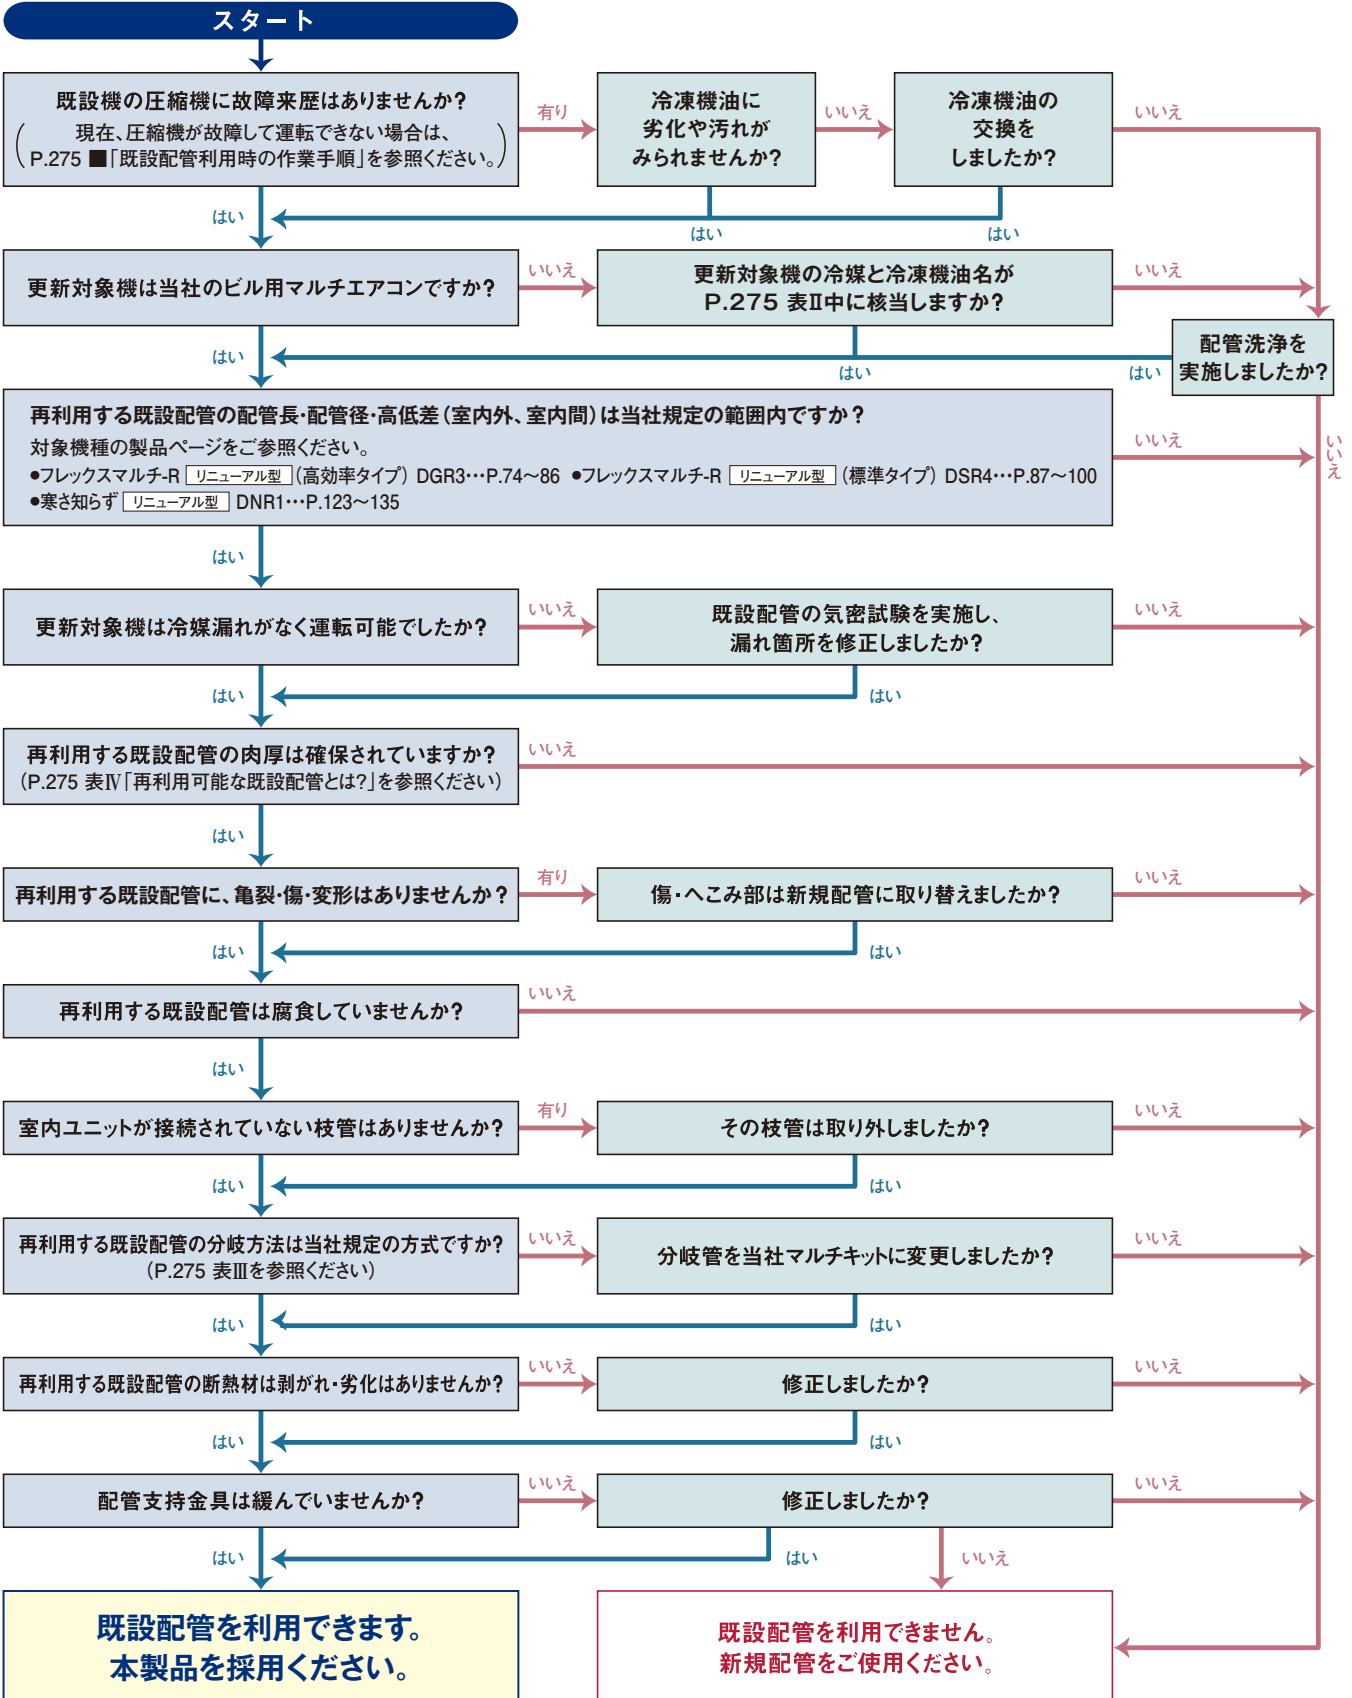 スタート
既設機の圧縮機に故障来歴はありませんか?
(現在、圧縮機が故障して運転できない場合は、
P.275 ■「既設配管利用時の作業手順」を参照ください。)
有り
冷凍機油に
劣化や汚れが
みられませんか?
いいえ
冷凍機油の
交換を
しましたか?
いいえ
はい
はい
はい
更新対象機は当社のビル用マルチエアコンですか?
いいえ
更新対象機の冷媒と冷凍機油名が
P.275 表Ⅱ中に核当しますか?
いいえ
配管洗浄を
実施しましたか?
はい
はい
はい
いいえ
再利用する既設配管の配管長・配管径・高低差(室内外、室内間)は当社規定の範囲内ですか?
対象機種の製品ページをご参照ください。
●フレックスマルチ-R リニューアル型 (高効率タイプ) DGR3…P.74〜86 ●フレックスマルチ-R リニューアル型 (標準タイプ) DSR4…P.87〜100
●寒さ知らず リニューアル型 DNR1…P.123〜135
いいえ
はい
更新対象機は冷媒漏れがなく運転可能でしたか?
いいえ
既設配管の気密試験を実施し、
漏れ箇所を修正しましたか?
いいえ
はい
はい
再利用する既設配管の肉厚は確保されていますか?
(P.275 表Ⅳ「再利用可能な既設配管とは?」を参照ください)
いいえ
はい
再利用する既設配管に、亀裂・傷・変形はありませんか?
有り
傷・へこみ部は新規配管に取り替えましたか?
いいえ
はい
はい
再利用する既設配管は腐食していませんか?
いいえ
はい
室内ユニットが接続されていない枝管はありませんか?
有り
その枝管は取り外しましたか?
いいえ
はい
はい
再利用する既設配管の分岐方法は当社規定の方式ですか?
(P.275 表Ⅲを参照ください)
いいえ
分岐管を当社マルチキットに変更しましたか?
いいえ
はい
はい
再利用する既設配管の断熱材は剥がれ・劣化はありませんか?
いいえ
修正しましたか?
いいえ
はい
はい
配管支持金具は緩んでいませんか?
いいえ
修正しましたか?
いいえ
はい
はい
いいえ
既設配管を利用できます。
本製品を採用ください。
既設配管を利用できません。
新規配管をご使用ください。